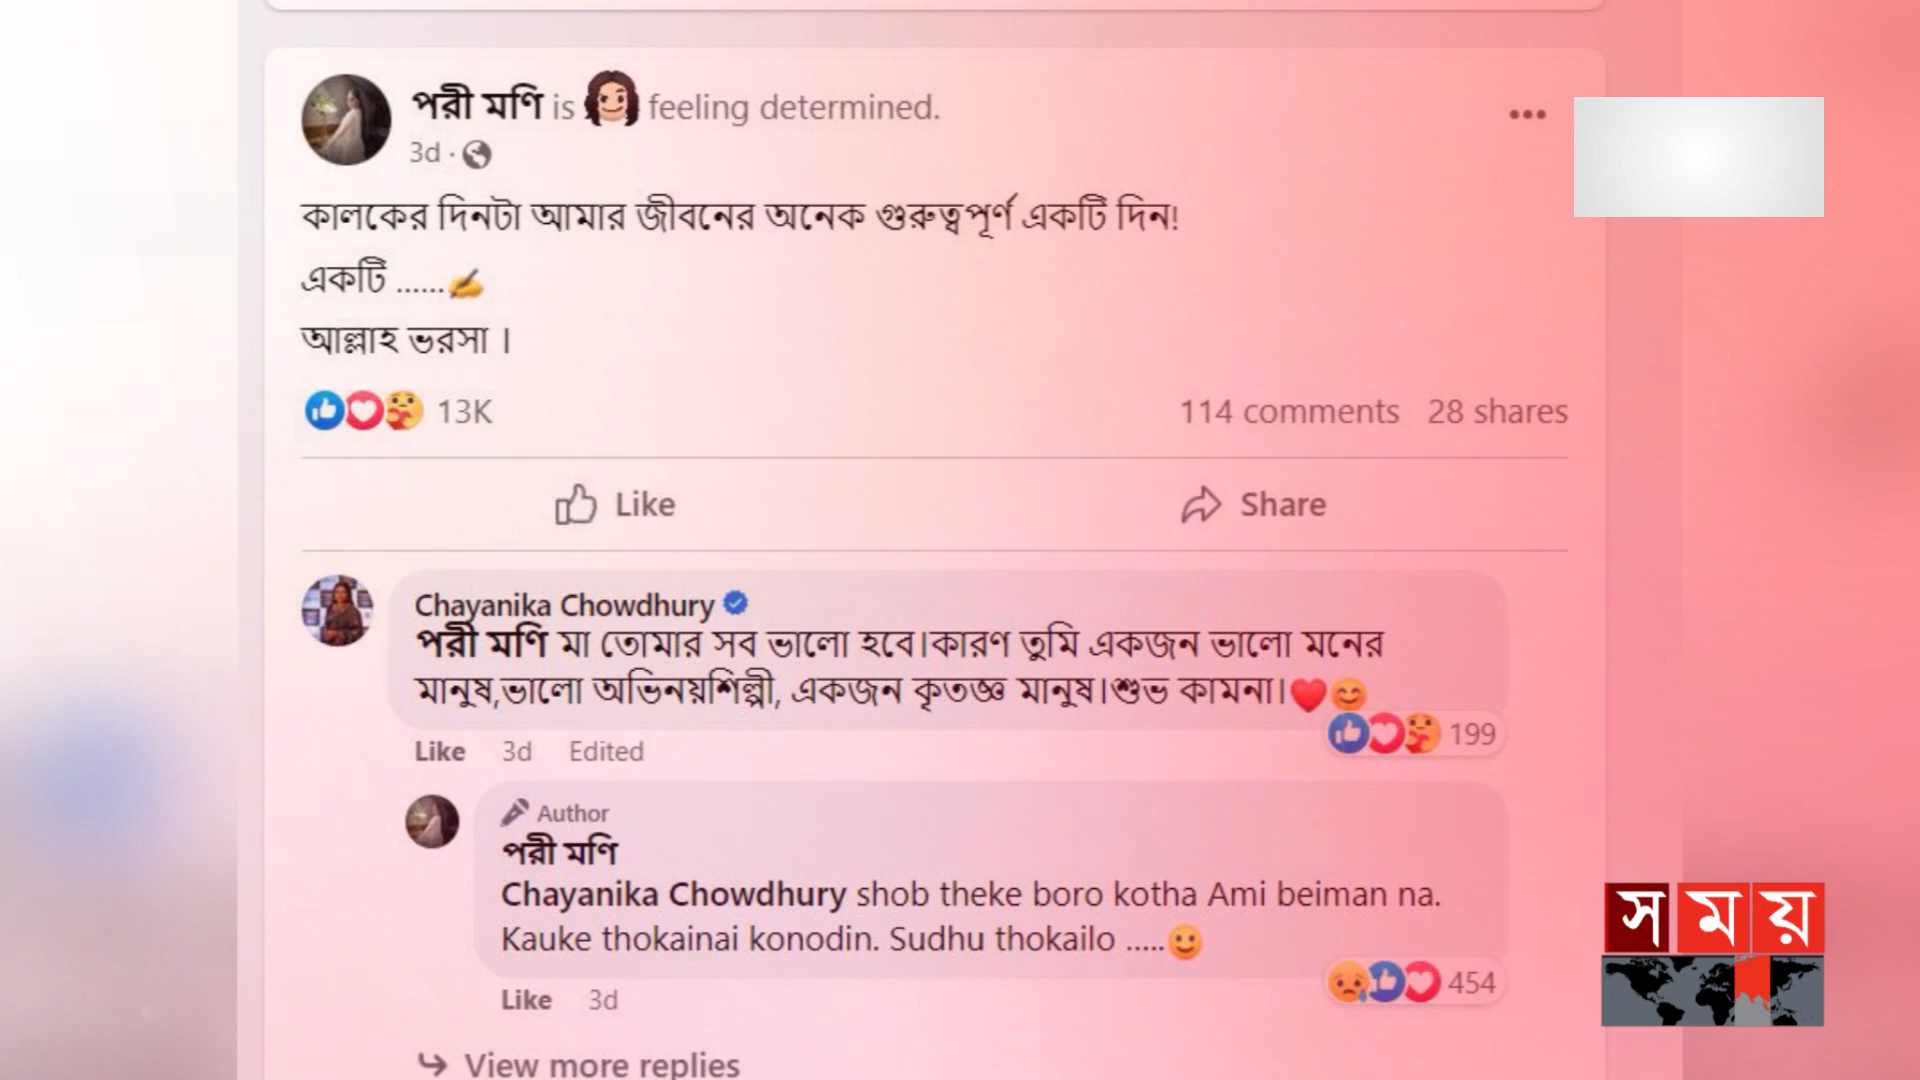 পরী মণি is feeling determined.
3d
কালকের দিনটা আমার জীবনের অনেক গুরুত্বপূর্ণ একটি দিন!
একটি ......
আল্লাহ ভরসা ।
13K
114 comments 28 shares
Like Share
Chayanika Chowdhury
পরী মণি মা তোমার সব ভালো হবে।কারণ তুমি একজন ভালো মনের
মানুষ,ভালো অভিনয়শিল্পী, একজন কৃতজ্ঞ মানুষ।শুভ কামনা।❤️😊
199
Like 3d Edited
Author
পরী মণি
Chayanika Chowdhury shob theke boro kotha Ami beiman na.
Kauke thokainai konodin. Sudhu thokailo .....🙂
454
Like 3d
View more replies
সময়